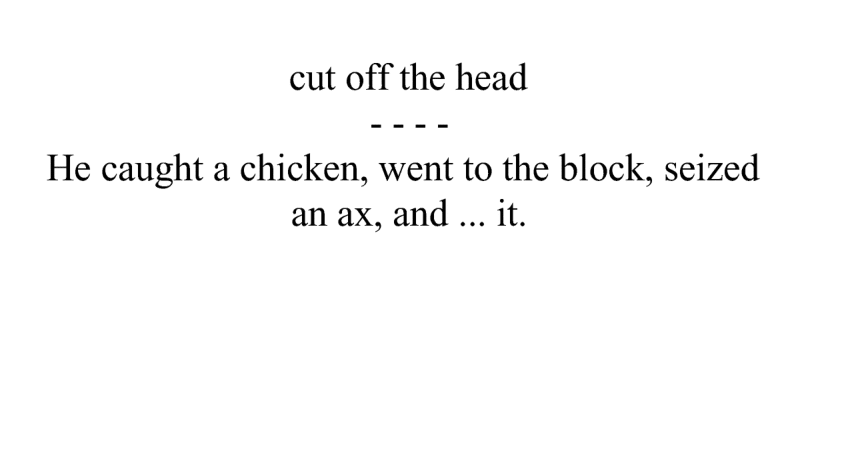 cut off the head
- - - -
He caught a chicken, went to the block, seized
an ax, and ... it.